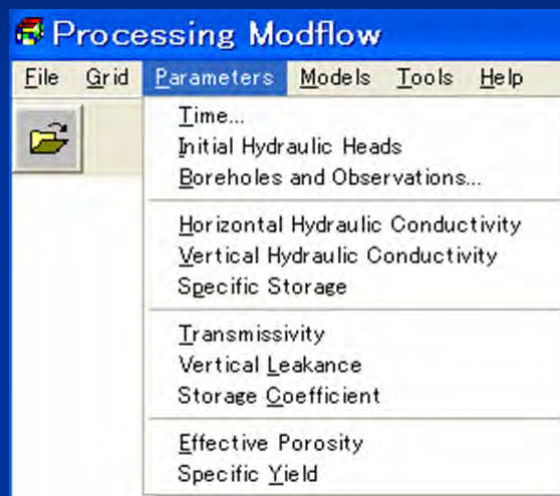 Processing Modflow
File Grid Parameters Models Tools Help
Time...
Initial Hydraulic Heads
Boreholes and Observations...
Horizontal Hydraulic Conductivity
Vertical Hydraulic Conductivity
Specific Storage
Transmissivity
Vertical Leakance
Storage Coefficient
Effective Porosity
Specific Yield